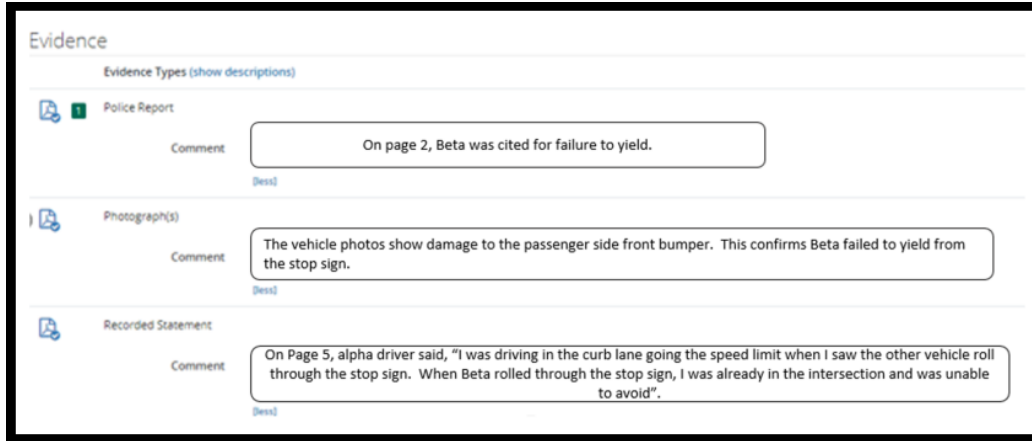 Evidence
Evidence Types (show descriptions)
1
Police Report
Comment
On page 2, Beta was cited for failure to yield.
[less]
Photograph(s)
Comment
The vehicle photos show damage to the passenger side front bumper. This confirms Beta failed to yield from
the stop sign.
[less]
Recorded Statement
Comment
On Page 5, alpha driver said, “I was driving in the curb lane going the speed limit when I saw the other vehicle roll
through the stop sign. When Beta rolled through the stop sign, I was already in the intersection and was unable
to avoid”.
[less]